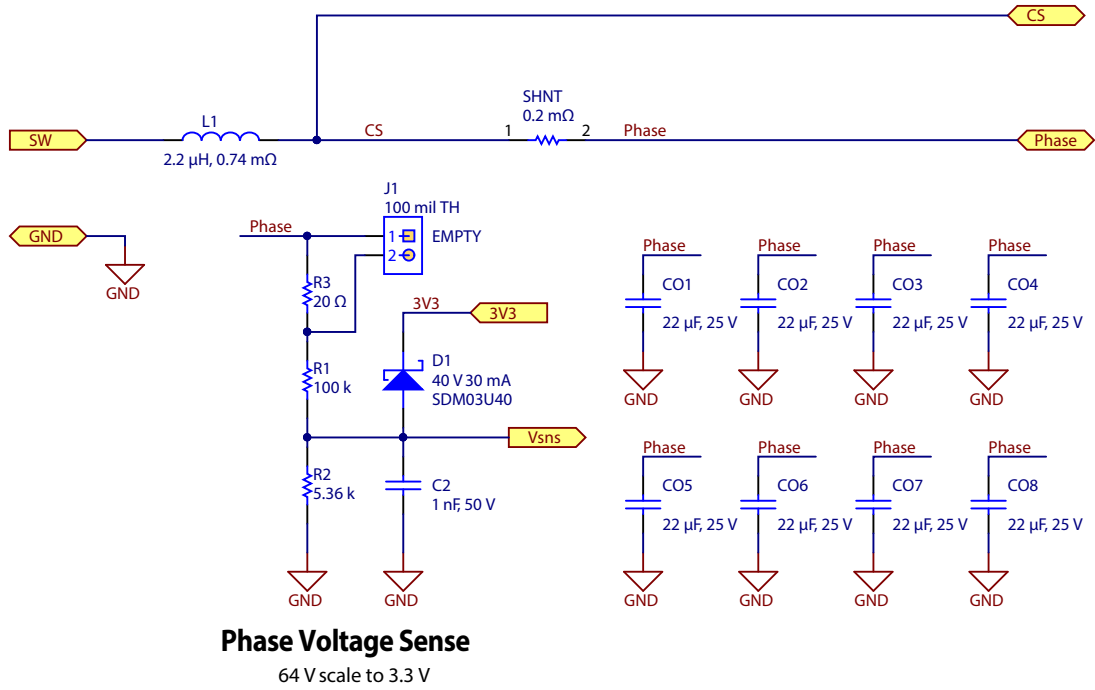 CS
L1
SHNT
0.2 mΩ
SW
CS
1
2
Phase
Phase
2.2 µH, 0.74 mΩ
J1
100 mil TH
GND
GND
Phase
1
EMPTY
2
R3
20 Ω
3V3
3V3
R1
100 k
D1
40 V 30 mA
SDM03U40
Vsns
R2
5.36 k
C2
1 nF, 50 V
GND
GND
Phase
Phase
Phase
Phase
CO1
CO2
CO3
CO4
22 µF, 25 V
22 µF, 25 V
22 µF, 25 V
22 µF, 25 V
GND
GND
GND
GND
Phase
Phase
Phase
Phase
CO5
CO6
CO7
CO8
22 µF, 25 V
22 µF, 25 V
22 µF, 25 V
22 µF, 25 V
GND
GND
GND
GND
Phase Voltage Sense
64 V scale to 3.3 V